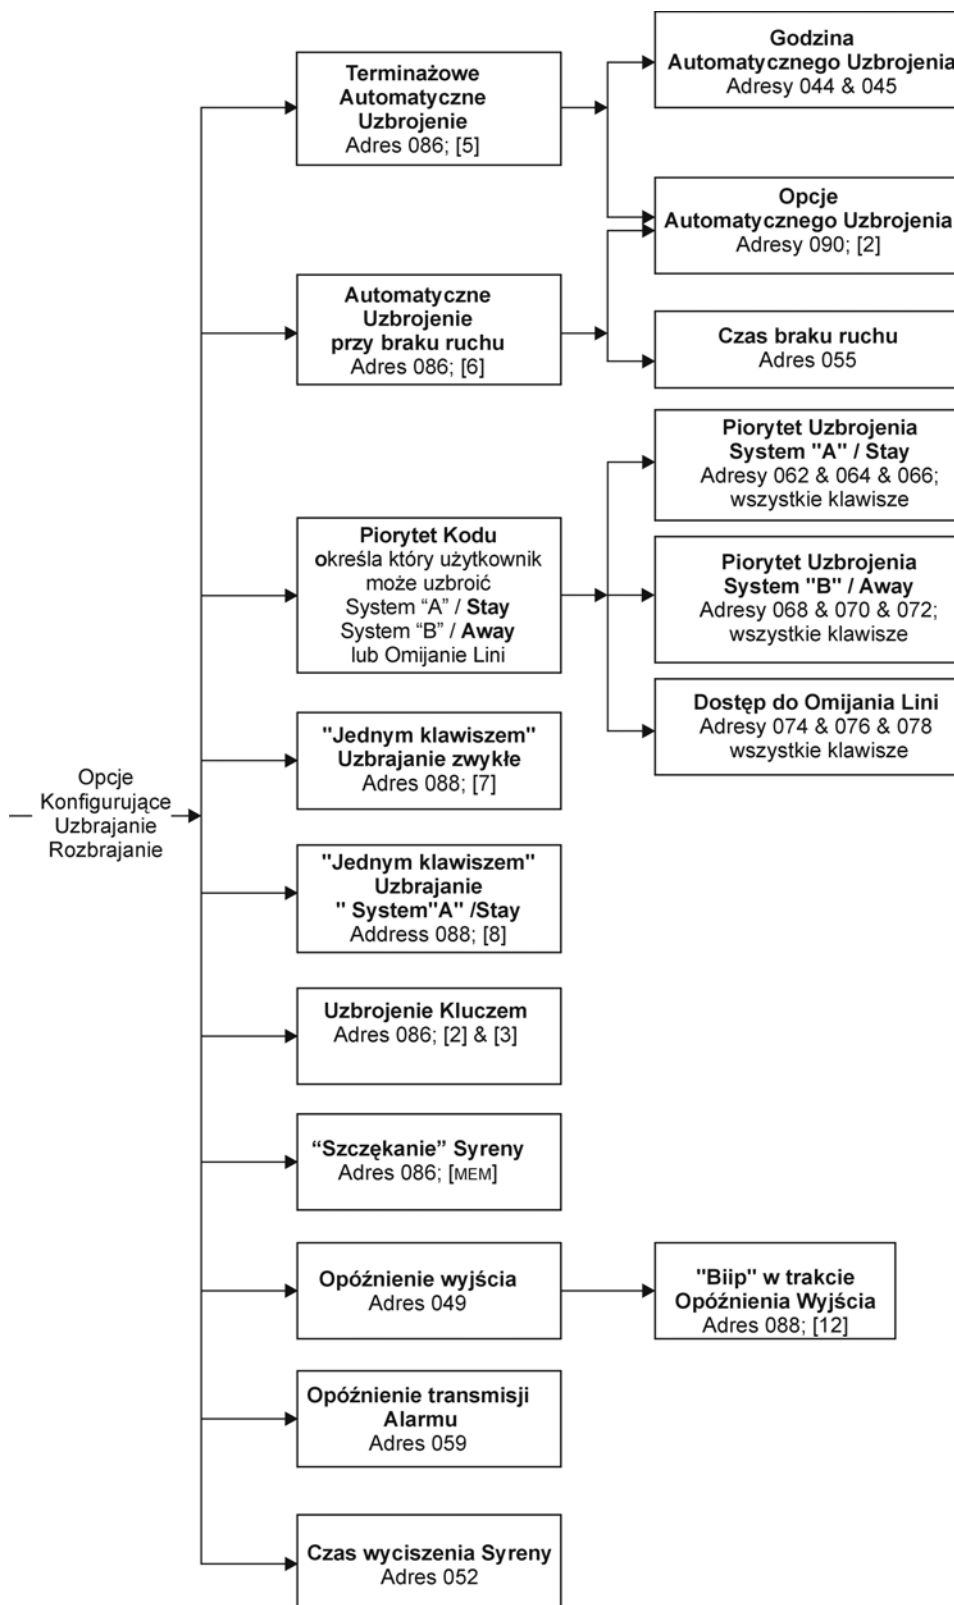 Opcje
Konfigurujące
Uzbrajanie
Rozbrajanie
Terminażowe
Automatyczne
Uzbrojenie
Adres 086; [5]
Godzina
Automatycznego Uzbrojenia
Adresy 044 & 045
Opcje
Automatycznego Uzbrojenia
Adresy 090; [2]
Automatyczne
Uzbrojenie
przy braku ruchu
Adres 086; [6]
Czas braku ruchu
Adres 055
Piorytet Kodu
określa który użytkownik
może uzbroić
System “A” / Stay
System “B” / Away
lub Omijanie Lini
Piorytet Uzbrojenia
System "A" / Stay
Adresy 062 & 064 & 066;
wszystkie klawisze
Piorytet Uzbrojenia
System "B" / Away
Adresy 068 & 070 & 072;
wszystkie klawisze
Dostęp do Omijania Lini
Adresy 074 & 076 & 078
wszystkie klawisze
"Jednym klawiszem"
Uzbrajanie zwykłe
Adres 088; [7]
"Jednym klawiszem"
Uzbrajanie
" System"A" /Stay
Address 088; [8]
Uzbrojenie Kluczem
Adres 086; [2] & [3]
“Szczękanie” Syreny
Adres 086; [MEM]
Opóźnienie wyjścia
Adres 049
"Biip" w trakcie
Opóźnienia Wyjścia
Adres 088; [12]
Opóźnienie transmisji
Alarmu
Adres 059
Czas wyciszenia Syreny
Adres 052